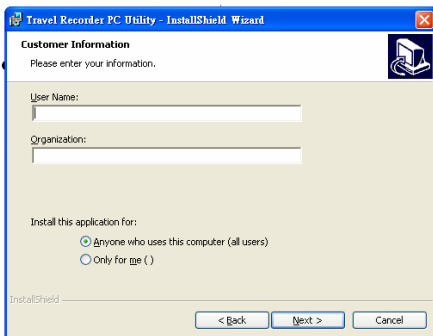 Travel Recorder PC Utility - InstallShield Wizard
Customer Information
Please enter your information.
User Name:
Organization:
Install this application for:
Anyone who uses this computer (all users)
Only for me ( )
InstallShield
< Back Next > Cancel